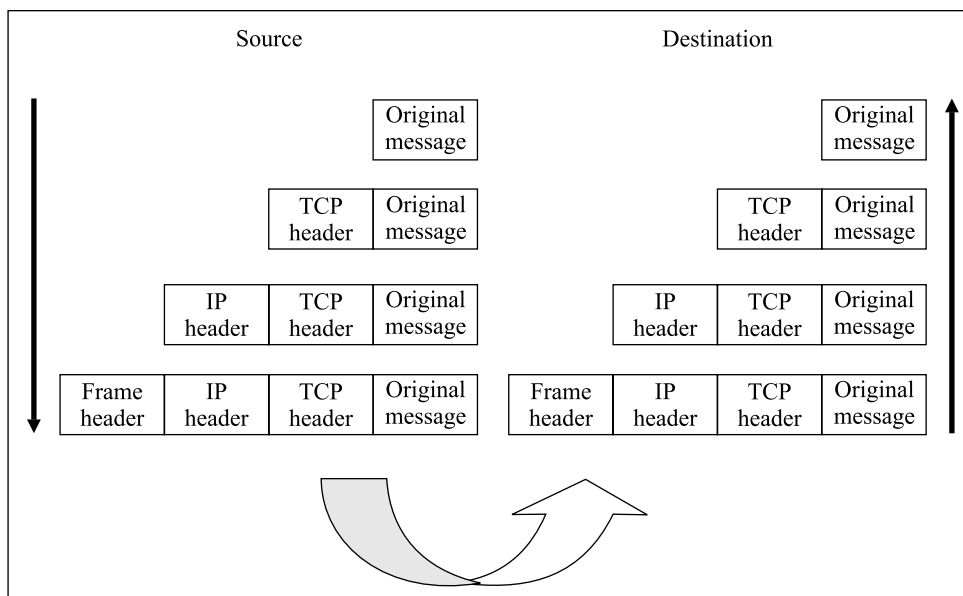 Source Destination
Original Original
message message
TCP Original TCP Original
header message header message
IP TCP Original IP TCP Original
header header message header header message
Frame IP TCP Original Frame IP TCP Original
header header header message header header header message